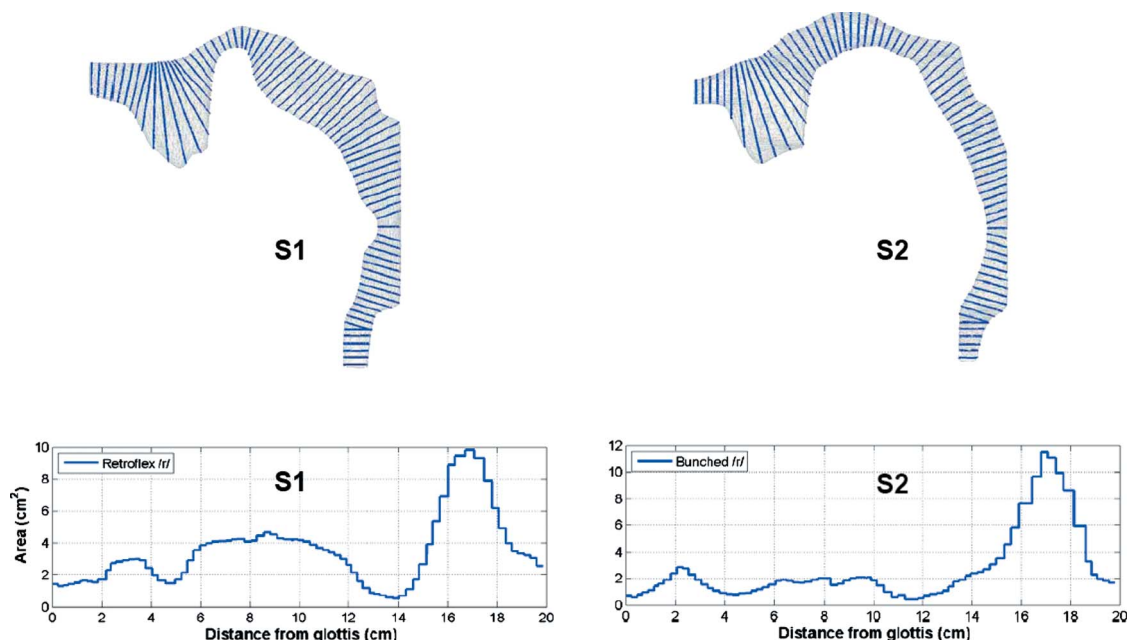 S1
S2
10
8
6
4
2
0
Area (cm²)
Retroflex /r/
S1
0 2 4 6 8 10 12 14 16 18 20
Distance from glottis (cm)
12
10
8
6
4
2
0
Bunched /r/
S2
0 2 4 6 8 10 12 14 16 18 20
Distance from glottis (cm)